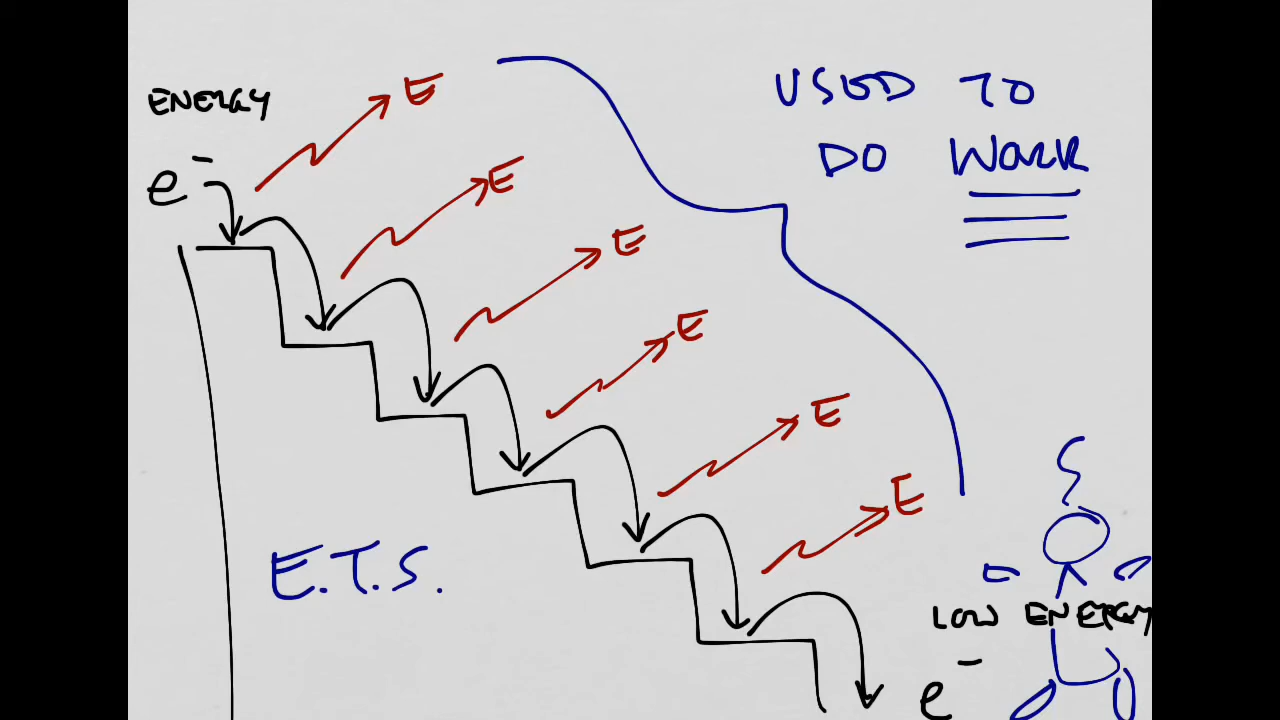 ENERGY
e⁻
E
E
E
E
E
E
USED TO
DO WORK
E.T.S.
LOW ENERGY
e⁻